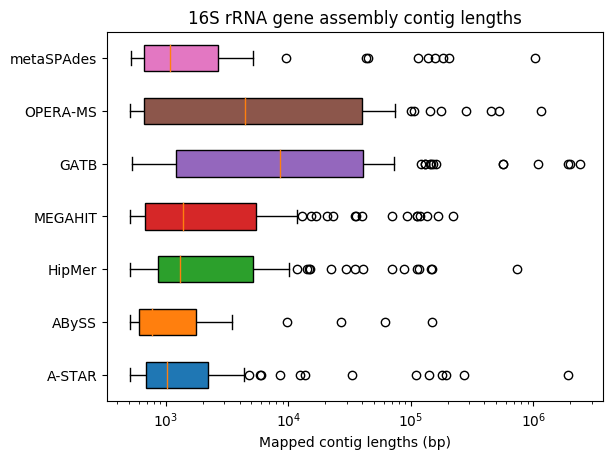 16S rRNA gene assembly contig lengths
metaSPAdes
OPERA-MS
GATB
MEGAHIT
HipMer
ABySS
A-STAR
10³ 10⁴ 10⁵ 10⁶
Mapped contig lengths (bp)